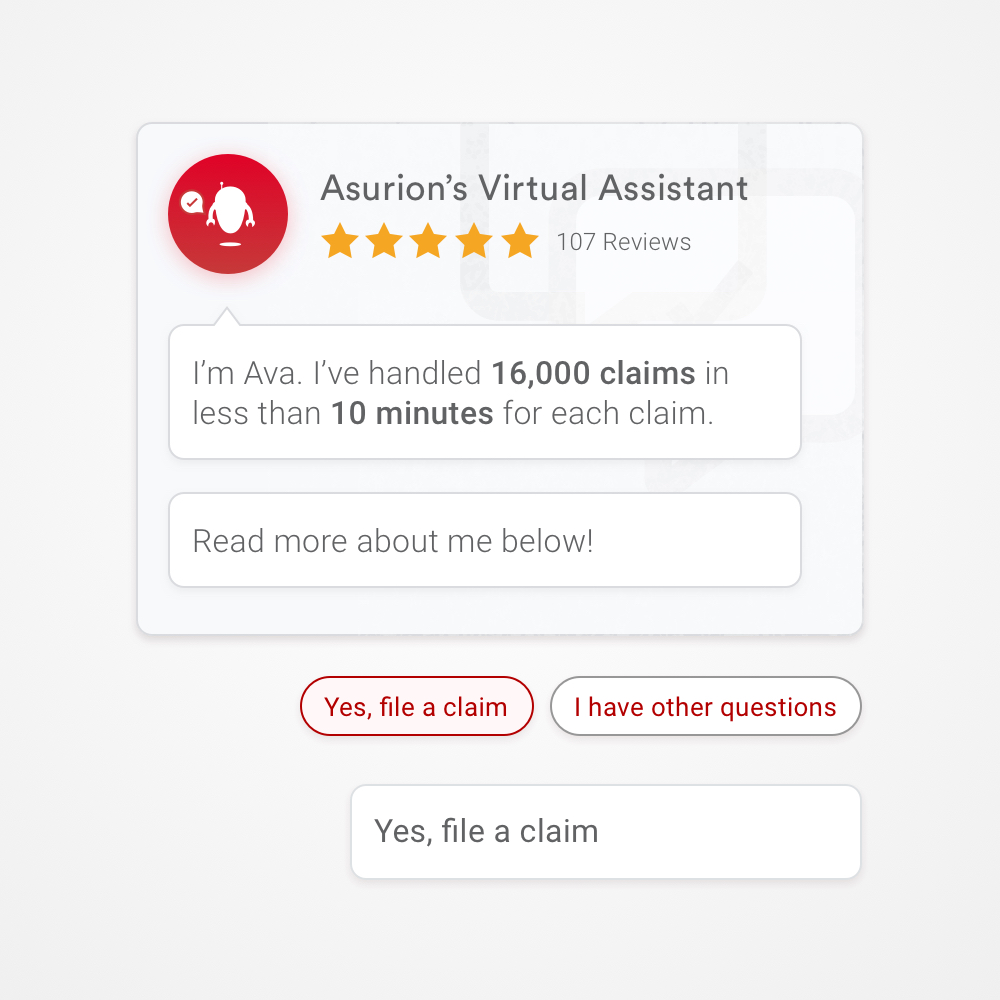 Asurion’s Virtual Assistant
107 Reviews
I’m Ava. I’ve handled 16,000 claims in
less than 10 minutes for each claim.
Read more about me below!
Yes, file a claim
I have other questions
Yes, file a claim